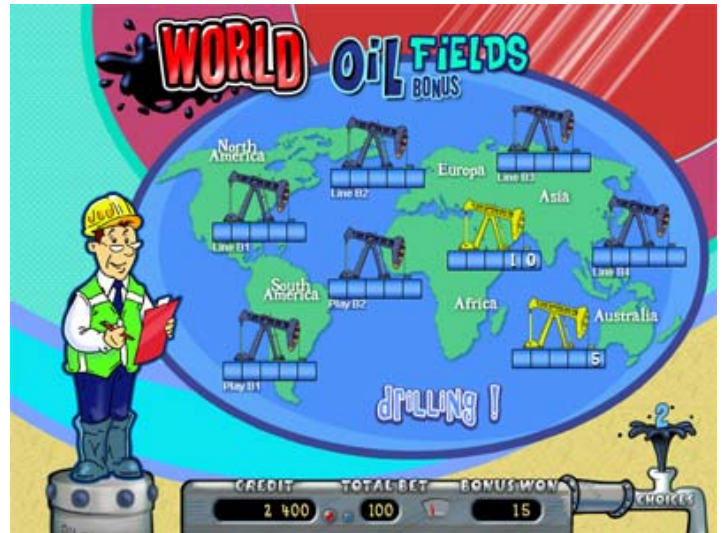 WORLD
OiL FiELDS
BONUS
North
America
Europa
Line B3
Line B2
Asia
Line B1
1 0
Line B4
South
America
Play B2
Africa
Australia
5
Play B1
dRiLLiNG !
2
CREDIT TOTAL BET BONUS WON
CHOICES
2 400 100 15